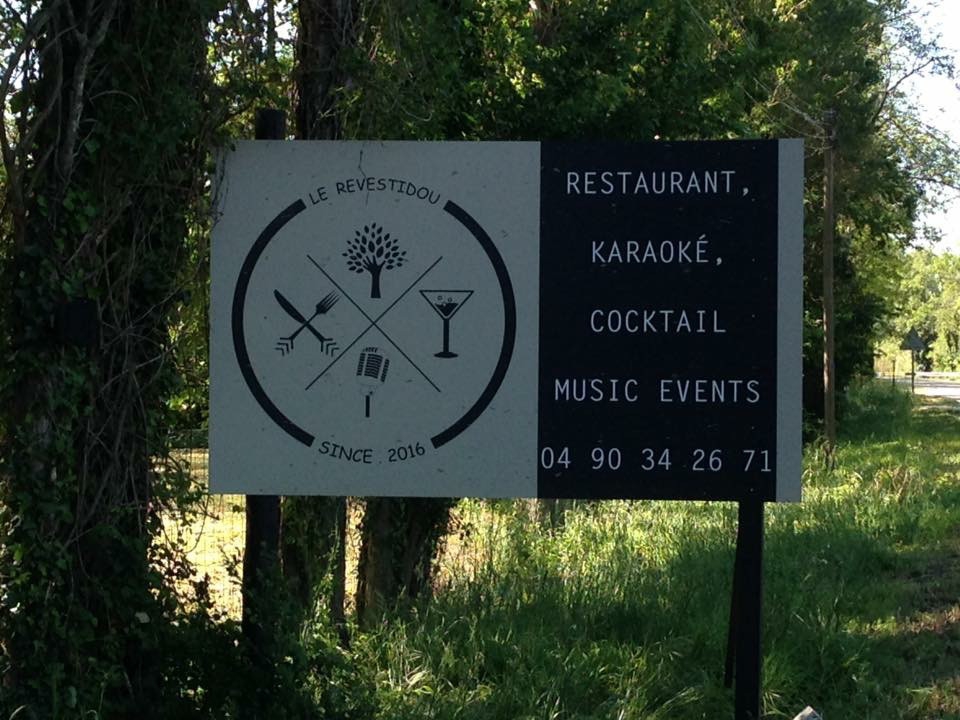 LE REVESTIDOU
SINCE . 2016
RESTAURANT,
KARAOKÉ,
COCKTAIL
MUSIC EVENTS
04 90 34 26 71